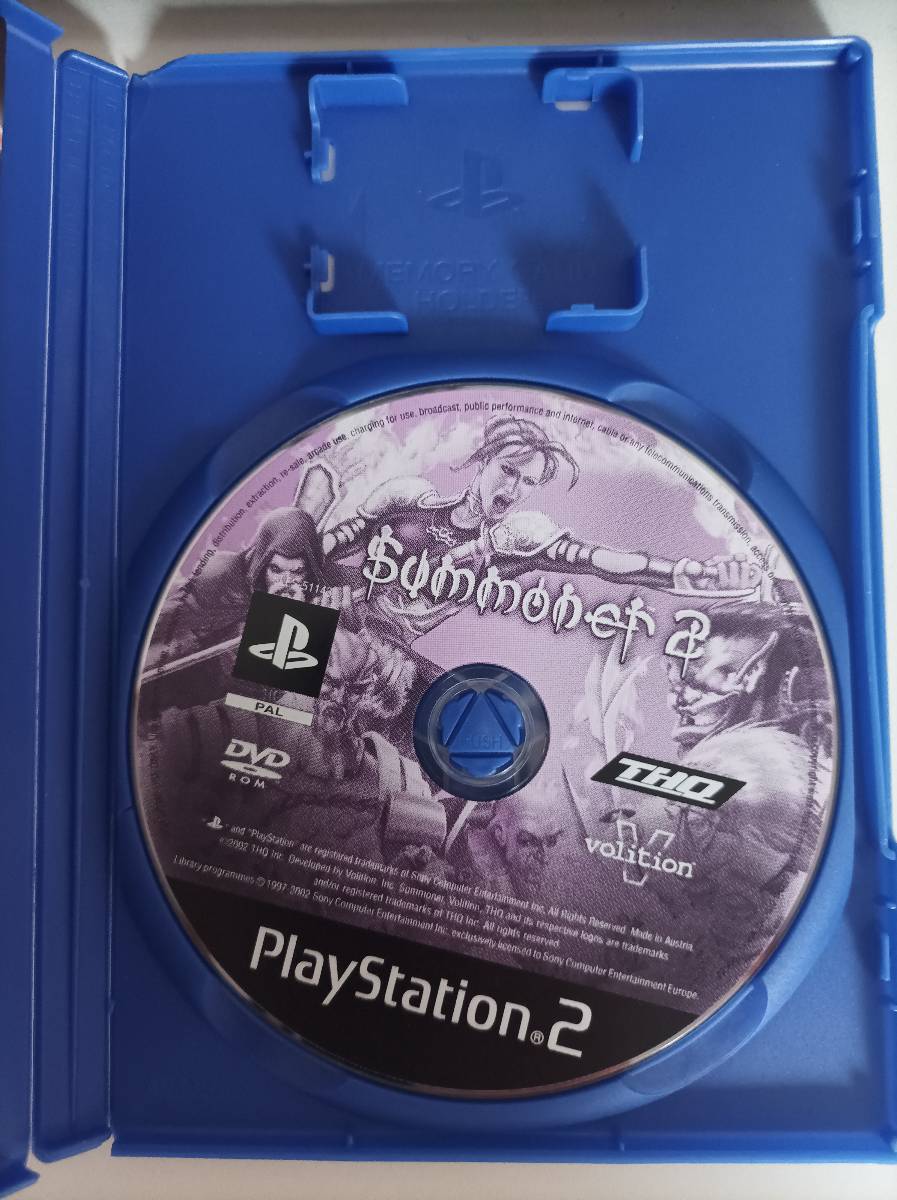 MEMORY CARD
HOLDER
lending, distribution, extraction, re-sale, arcade use, charging for use, broadcast, public performance and internet, cable or any telecommunications transmission, access
Summoner 2
PAL
DVD
ROM
PUSH
THQ
volition
" " and "PlayStation" are registered trademarks of Sony Computer Entertainment Inc. All Rights Reserved. Made in Austria.
©2002 THQ Inc. Developed by Volition, Inc. Summoner, Volition, THQ and its respective logos are trademarks
and/or registered trademarks of THQ Inc. All rights reserved.
Library programmes ℗ 1997-2002 Sony Computer Entertainment Inc. exclusively licensed to Sony Computer Entertainment Europe.
PlayStation®2